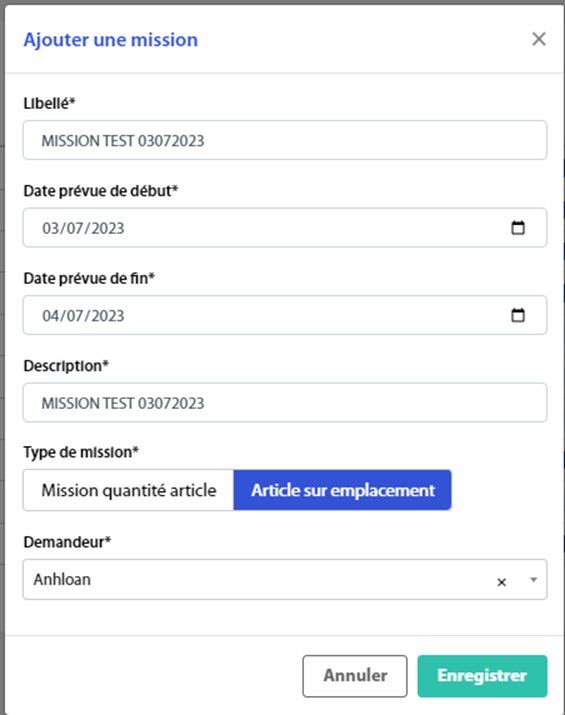 Ajouter une mission
Libellé*
MISSION TEST 03072023
Date prévue de début*
03/07/2023
Date prévue de fin*
04/07/2023
Description*
MISSION TEST 03072023
Type de mission*
Mission quantité article Article sur emplacement
Demandeur*
Anhloan
Annuler Enregistrer